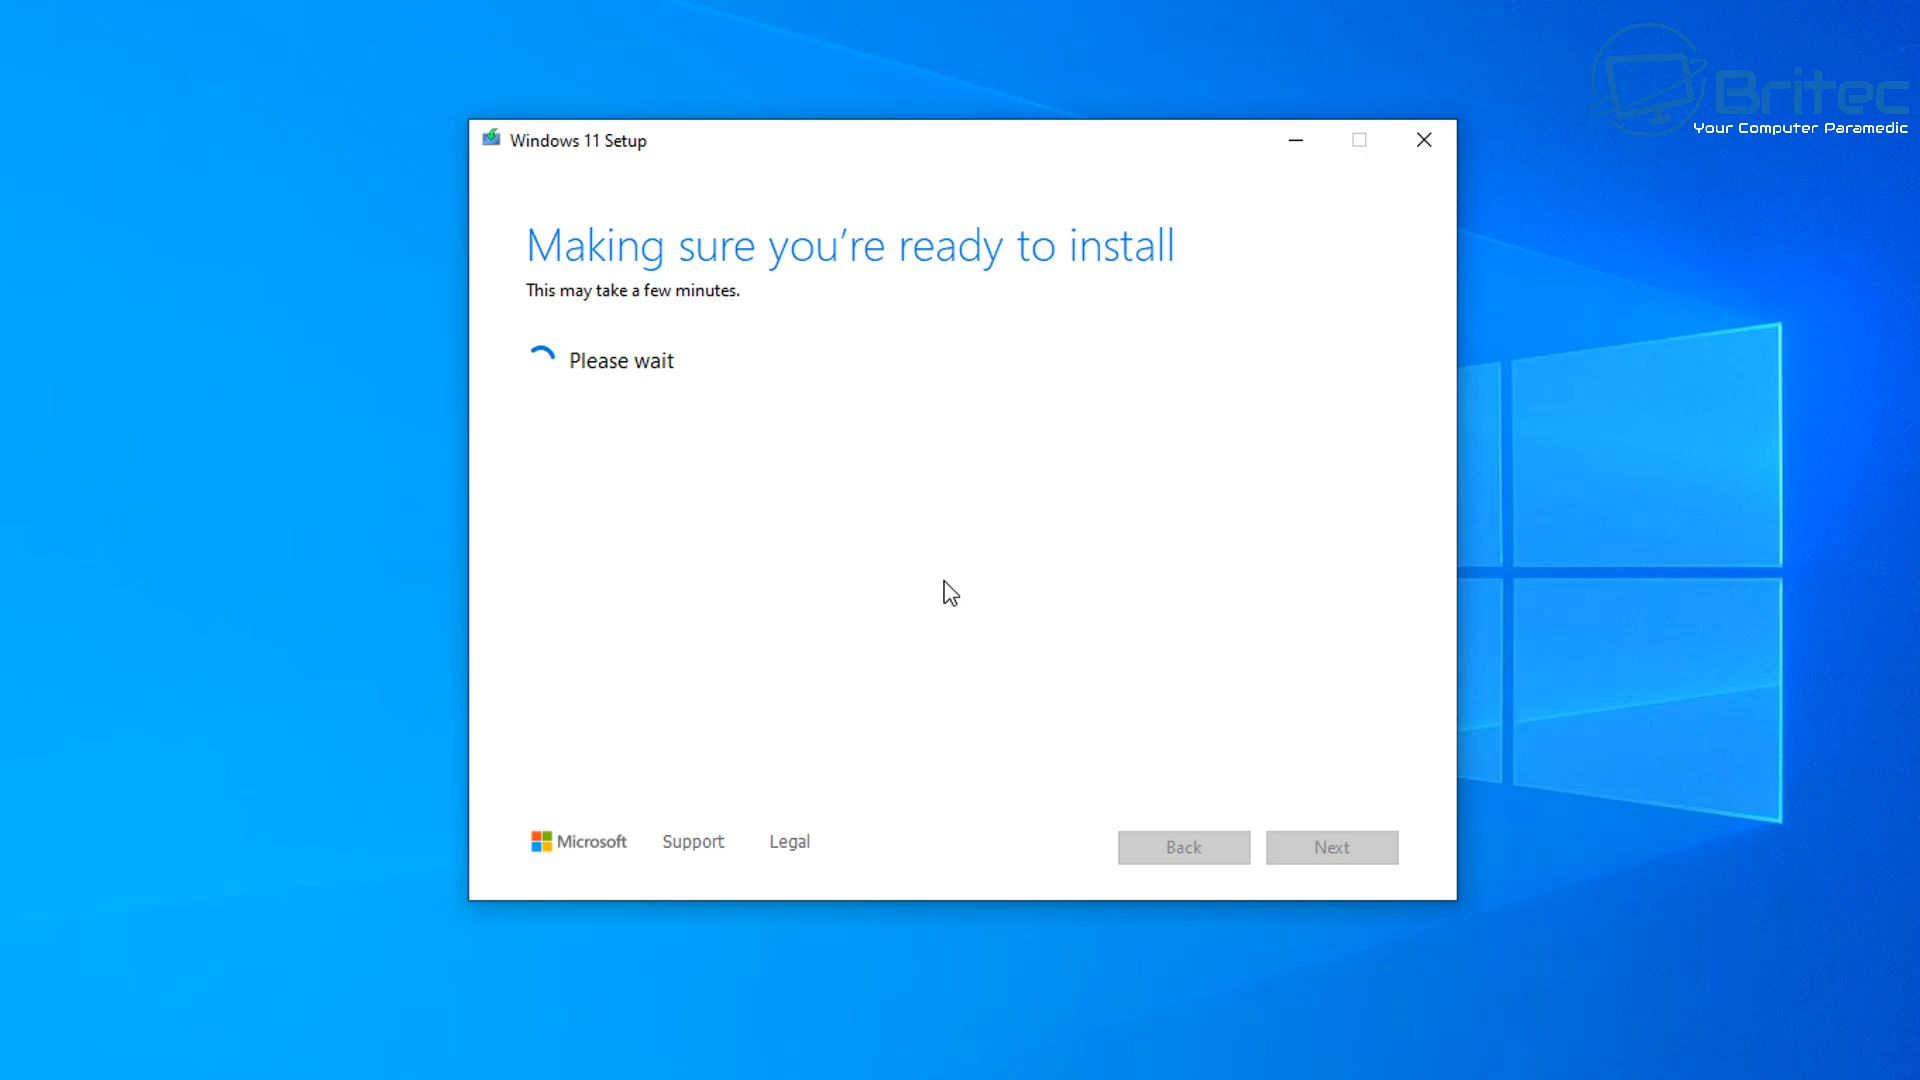 Britec
Your Computer Paramedic
Windows 11 Setup
Making sure you’re ready to install
This may take a few minutes.
Please wait
Microsoft Support Legal Back Next